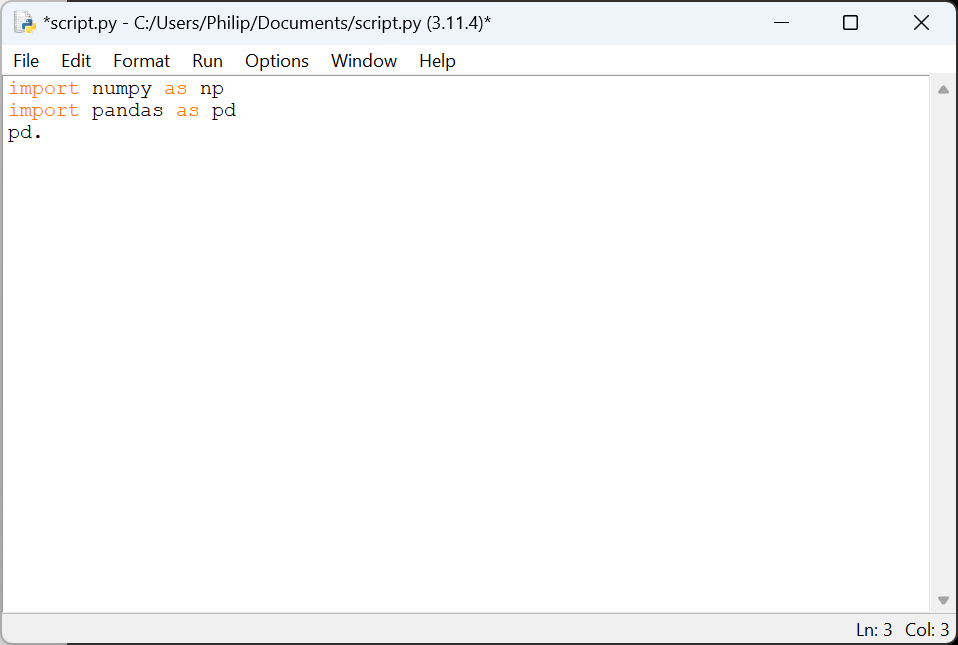 *script.py - C:/Users/Philip/Documents/script.py (3.11.4)*
File Edit Format Run Options Window Help
import numpy as np
import pandas as pd
pd.
Ln: 3 Col: 3